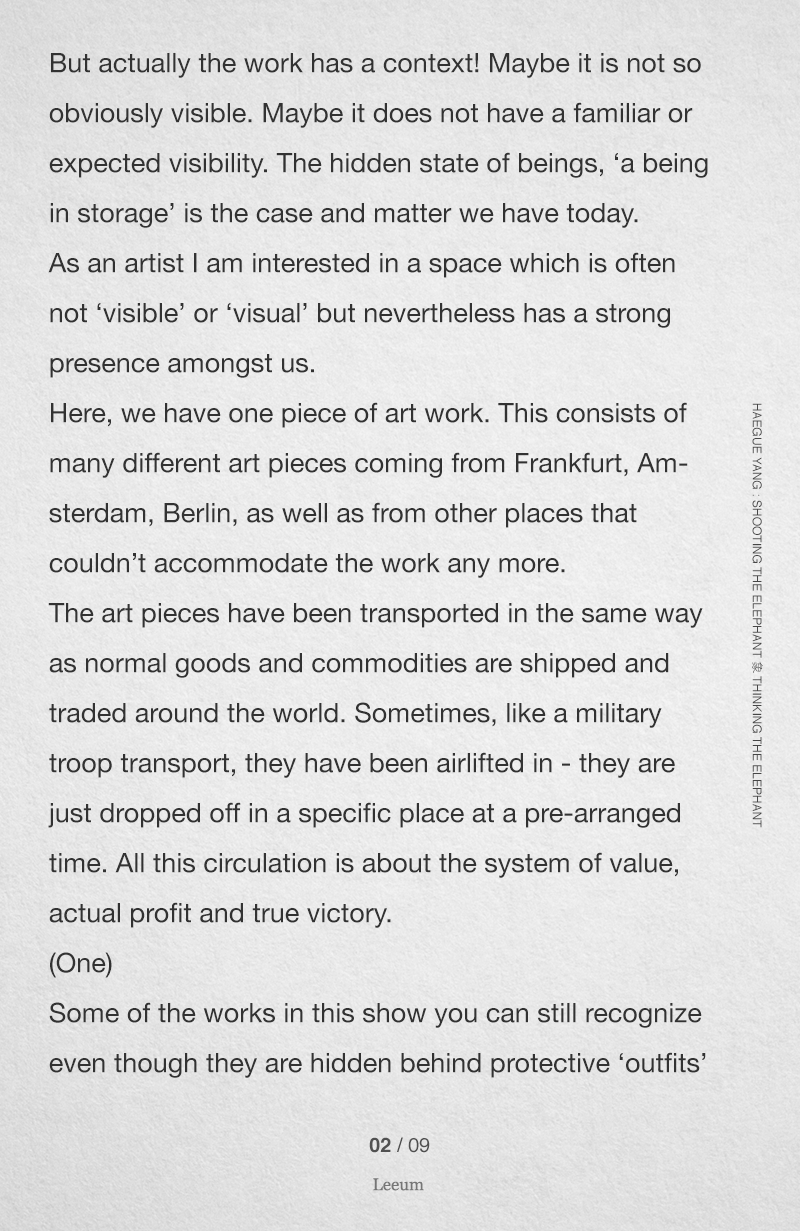 But actually the work has a context! Maybe it is not so
obviously visible. Maybe it does not have a familiar or
expected visibility. The hidden state of beings, ‘a being
in storage’ is the case and matter we have today.
As an artist I am interested in a space which is often
not ‘visible’ or ‘visual’ but nevertheless has a strong
presence amongst us.
Here, we have one piece of art work. This consists of
many different art pieces coming from Frankfurt, Am-
sterdam, Berlin, as well as from other places that
couldn’t accommodate the work any more.
The art pieces have been transported in the same way
as normal goods and commodities are shipped and
traded around the world. Sometimes, like a military
troop transport, they have been airlifted in - they are
just dropped off in a specific place at a pre-arranged
time. All this circulation is about the system of value,
actual profit and true victory.
(One)
Some of the works in this show you can still recognize
even though they are hidden behind protective ‘outfits’
HAEGUE YANG : SHOOTING THE ELEPHANT 象 THINKING THE ELEPHANT
02 / 09
Leeum